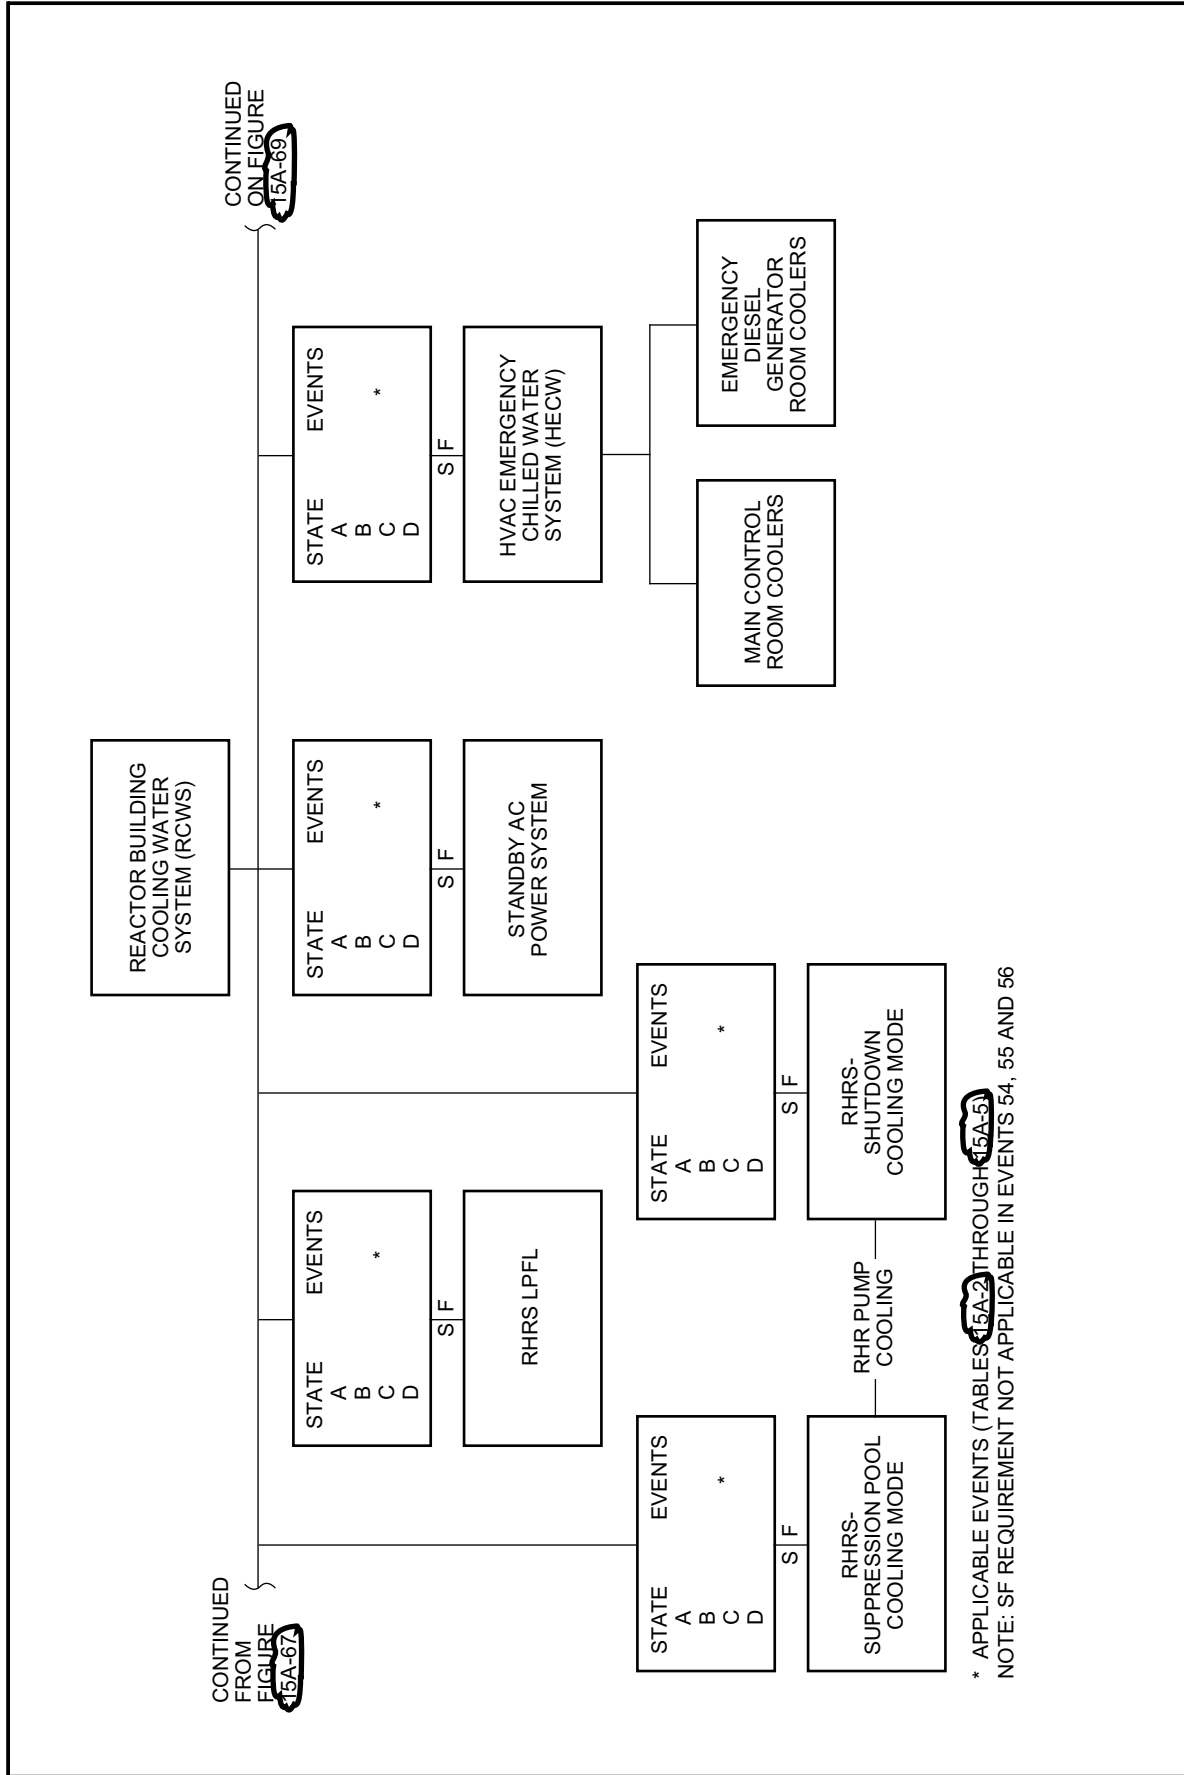 CONTINUED
FROM
FIGURE
15A-67
REACTOR BUILDING
COOLING WATER
SYSTEM (RCWS)
CONTINUED
ON FIGURE
15A-69
STATE EVENTS
A
B
C *
D
S F
RHRS LPFL
STATE EVENTS
A
B
C *
D
S F
STANDBY AC
POWER SYSTEM
STATE EVENTS
A
B
C *
D
S F
HVAC EMERGENCY
CHILLED WATER
SYSTEM (HECW)
STATE EVENTS
A
B
C *
D
S F
RHRS-
SUPPRESSION POOL
COOLING MODE
RHR PUMP
COOLING
STATE EVENTS
A
B
C *
D
S F
RHRS-
SHUTDOWN
COOLING MODE
MAIN CONTROL
ROOM COOLERS
EMERGENCY
DIESEL
GENERATOR
ROOM COOLERS
* APPLICABLE EVENTS (TABLES 15A-2 THROUGH 15A-5)
NOTE: SF REQUIREMENT NOT APPLICABLE IN EVENTS 54, 55 AND 56